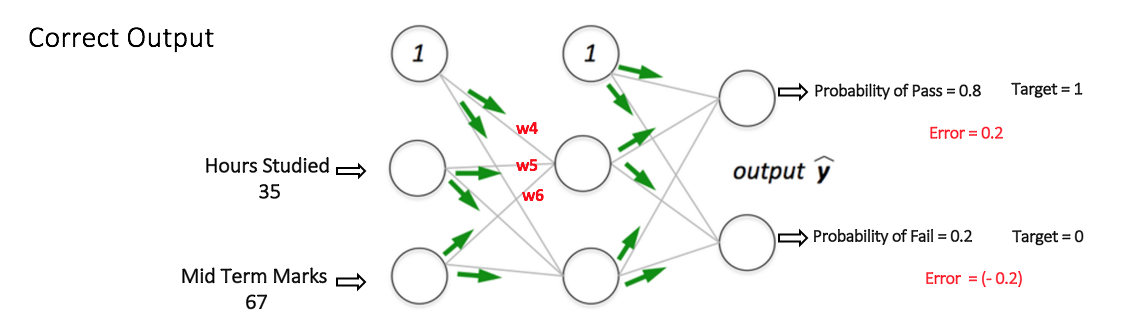 Correct Output
1
1
Probability of Pass = 0.8
Target = 1
Error = 0.2
w4
Hours Studied
35
w5
output ŷ
w6
Probability of Fail = 0.2
Target = 0
Error = (- 0.2)
Mid Term Marks
67